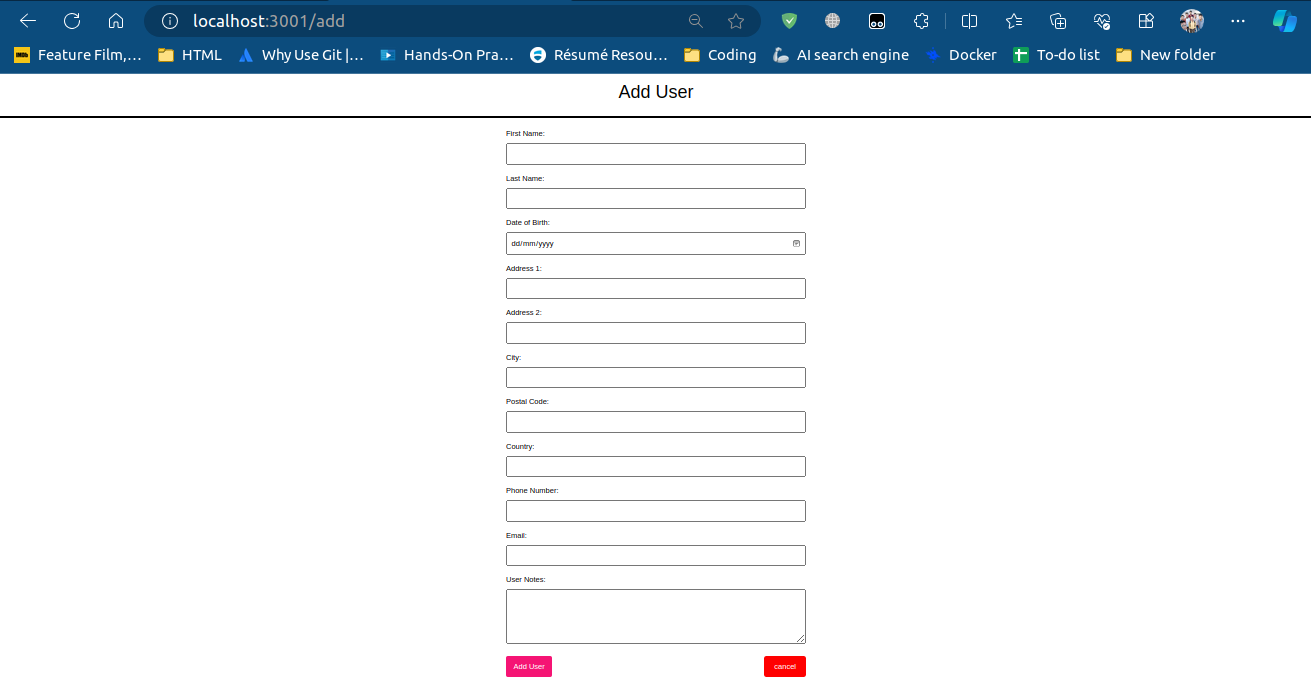 localhost:3001/add
Feature Film,... HTML Why Use Git |... Hands-On Pra... Résumé Resou... Coding AI search engine Docker To-do list New folder
Add User
First Name:
Last Name:
Date of Birth:
dd/mm/yyyy
Address 1:
Address 2:
City:
Postal Code:
Country:
Phone Number:
Email:
User Notes:
Add User cancel